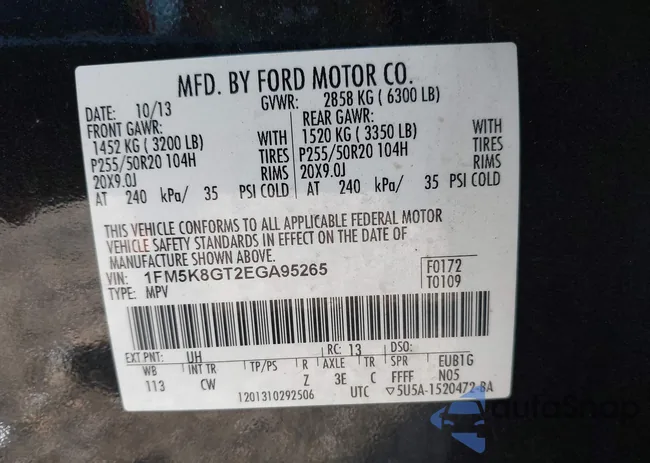 MFD. BY FORD MOTOR CO.
DATE: 10/13 GVWR: 2858 KG ( 6300 LB)
FRONT GAWR: REAR GAWR:
1452 KG ( 3200 LB) WITH 1520 KG ( 3350 LB) WITH
P255/50R20 104H TIRES P255/50R20 104H TIRES
20X9.0J RIMS 20X9.0J RIMS
AT 240 kPa/ 35 PSI COLD AT 240 kPa/ 35 PSI COLD
THIS VEHICLE CONFORMS TO ALL APPLICABLE FEDERAL MOTOR
VEHICLE SAFETY STANDARDS IN EFFECT ON THE DATE OF
MANUFACTURE SHOWN ABOVE.
VIN: 1FM5K8GT2EGA95265 F0172
TYPE: MPV T0109
EXT PNT: UH RC: 13 DSO:
WB INT TR TP/PS R AXLE TR SPR EUB1G
113 CW Z 3E C FFFF N05
1201310292506 UTC ▽5U5A-1520472-BA
AutoSnap